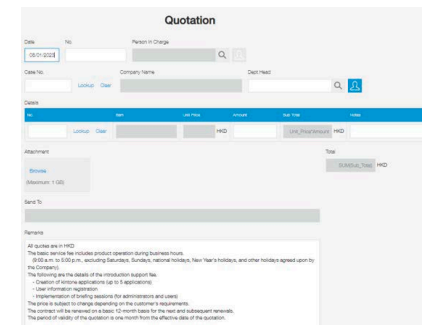 Quotation
Date No. Person In Charge
06-01-2023
Case No. Company Name Dept Head
Lookup Clear
Details
No. Item Unit Price Amount Sub Total Notes
Lookup Clear HKD Unit_Price*Amount HKD
Attachment Total
Browse SUM(Sub_Total) HKD
(Maximum: 1 GB)
Send To
Remarks
All quotes are in HKD
The basic service fee includes product operation during business hours.
(9:00 a.m. to 5:00 p.m., excluding Saturdays, Sundays, national holidays, New Year's holidays, and other holidays agreed upon by
the Company).
The following are the details of the introduction support fee.
- Creation of kintone applications (up to 5 applications)
- User information registration
- Implementation of briefing sessions (for administrators and users)
The price is subject to change depending on the customer's requirements.
The contract will be renewed on a basic 12-month basis for the next and subsequent renewals.
The period of validity of the quotation is one month from the effective date of the quotation.